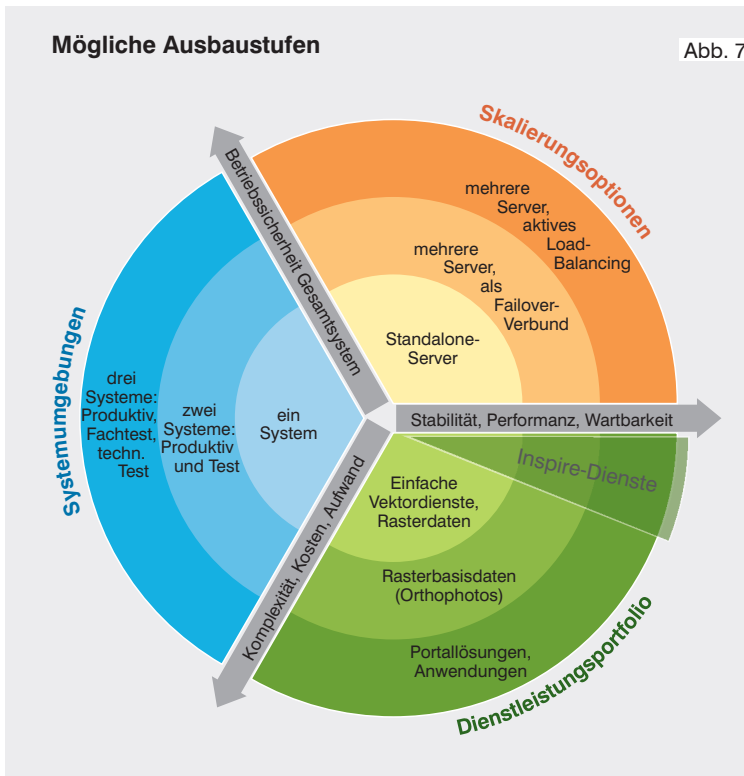 Mögliche Ausbaustufen
Abb. 7
Skalierungsoptionen
mehrere
Server,
aktives
Load-
Balancing
mehrere
Server,
als
Failover-
Verbund
Standalone-
Server
Betriebssicherheit Gesamtsystem
Systemumgebungen
drei
Systeme:
Produktiv,
Fachtest,
techn.
Test
zwei
Systeme:
Produktiv
und Test
ein
System
Stabilität, Performanz, Wartbarkeit
Inspire-Dienste
Einfache
Vektordienste,
Rasterdaten
Rasterbasisdaten
(Orthophotos)
Portallösungen,
Anwendungen
Komplexität, Kosten, Aufwand
Dienstleistungsportfolio